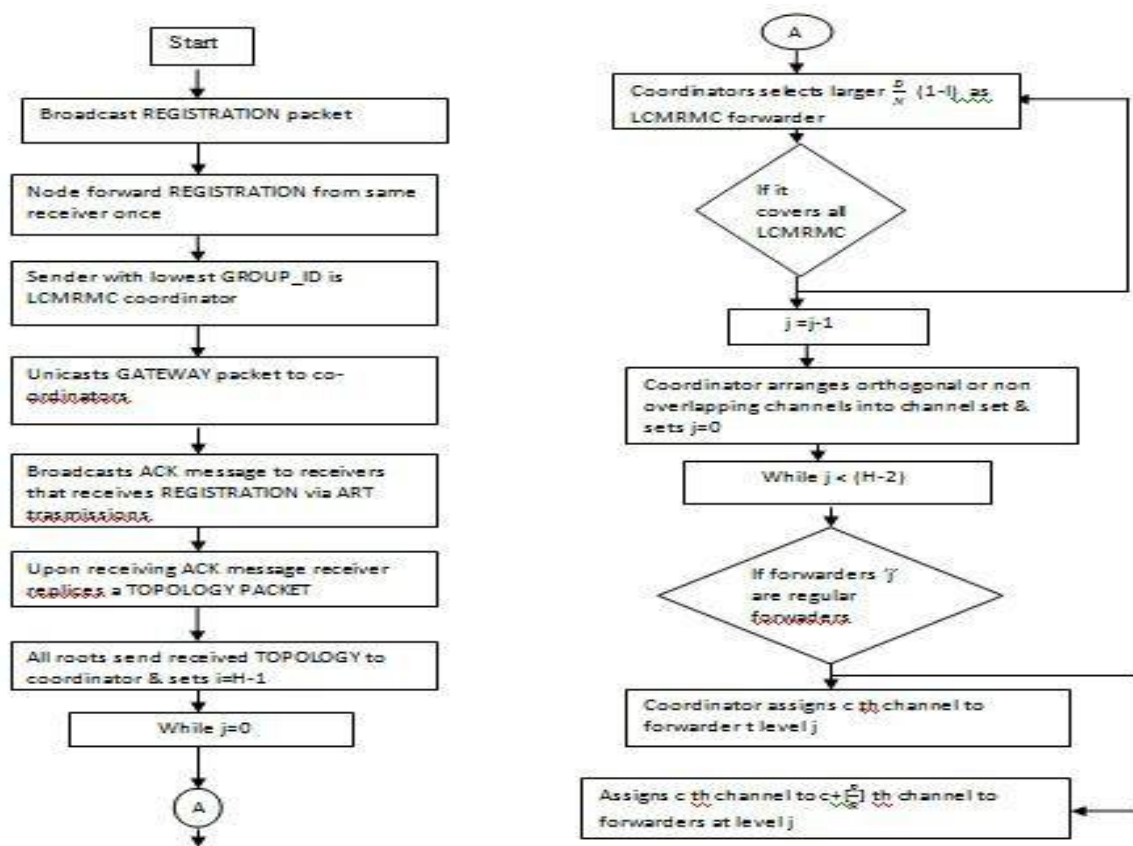 Start
Broadcast REGISTRATION packet
Node forward REGISTRATION from same
receiver once
Sender with lowest GROUP_ID is
LCMRMC coordinator
Unicasts GATEWAY packet to co-
ordinators
Broadcasts ACK message to receivers
that receives REGISTRATION via ART
trasmissions
Upon receiving ACK message receiver
replices a TOPOLOGY PACKET
All roots send received TOPOLOGY to
coordinator & sets i=H-1
While j=0
A
A
Coordinators selects larger (1-I) as
LCMRMC forwarder
If it
covers all
LCMRMC
j =j-1
Coordinator arranges orthogonal or non
overlapping channels into channel set &
sets j=0
While j < (H-2)
If forwarders 'j'
are regular
forwaders
Coordinator assigns c th channel to
forwarder t level j
Assigns c th channel to c+ th channel to
forwarders at level j